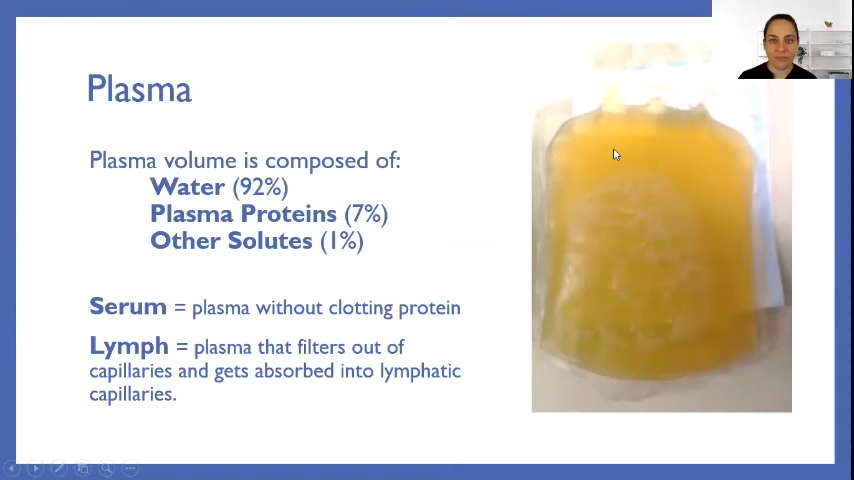 Plasma
Plasma volume is composed of:
Water (92%)
Plasma Proteins (7%)
Other Solutes (1%)
Serum = plasma without clotting protein
Lymph = plasma that filters out of
capillaries and gets absorbed into lymphatic
capillaries.